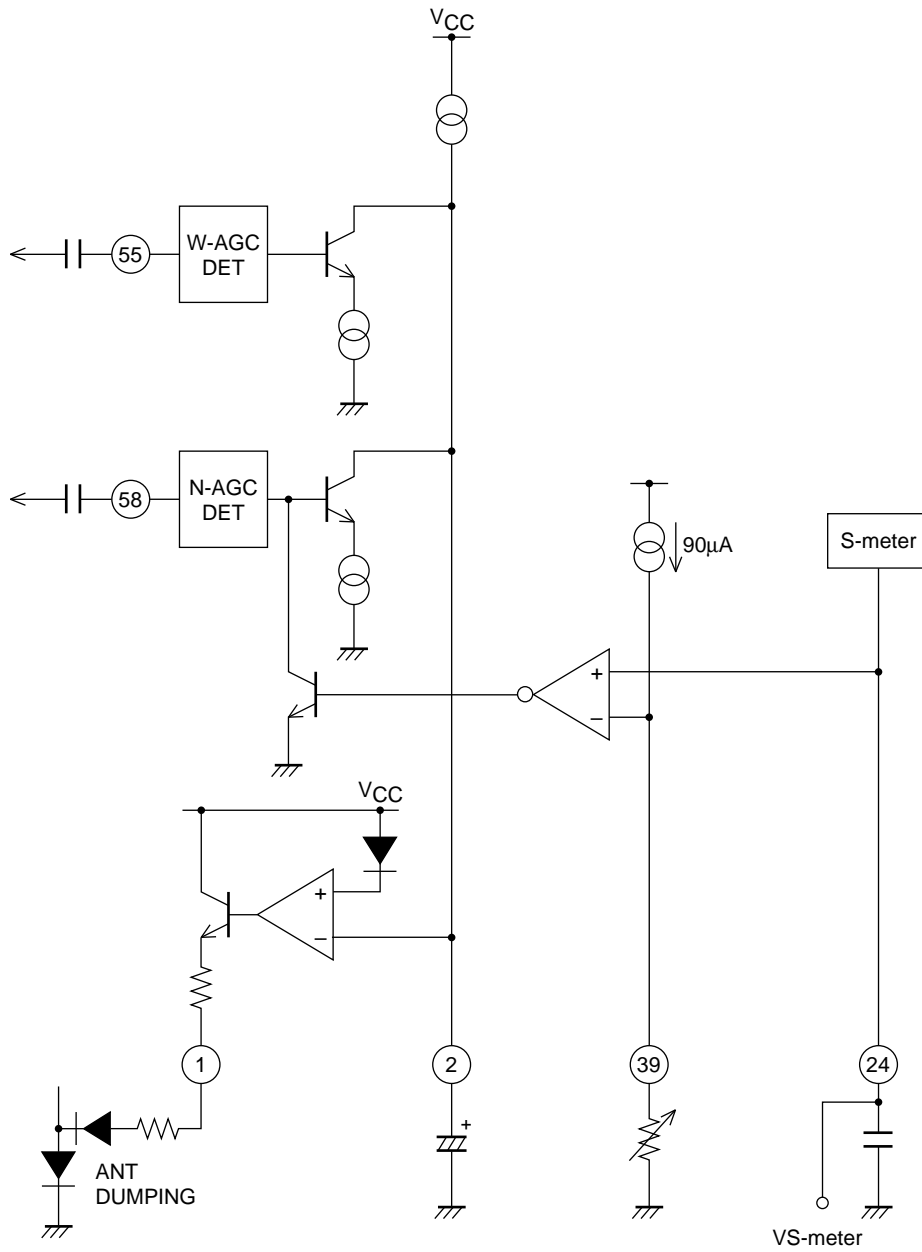 VCC
55
W-AGC
DET
58
N-AGC
DET
90μA
S-meter
+
−
VCC
+
−
1
2
39
24
+
ANT
DUMPING
VS-meter